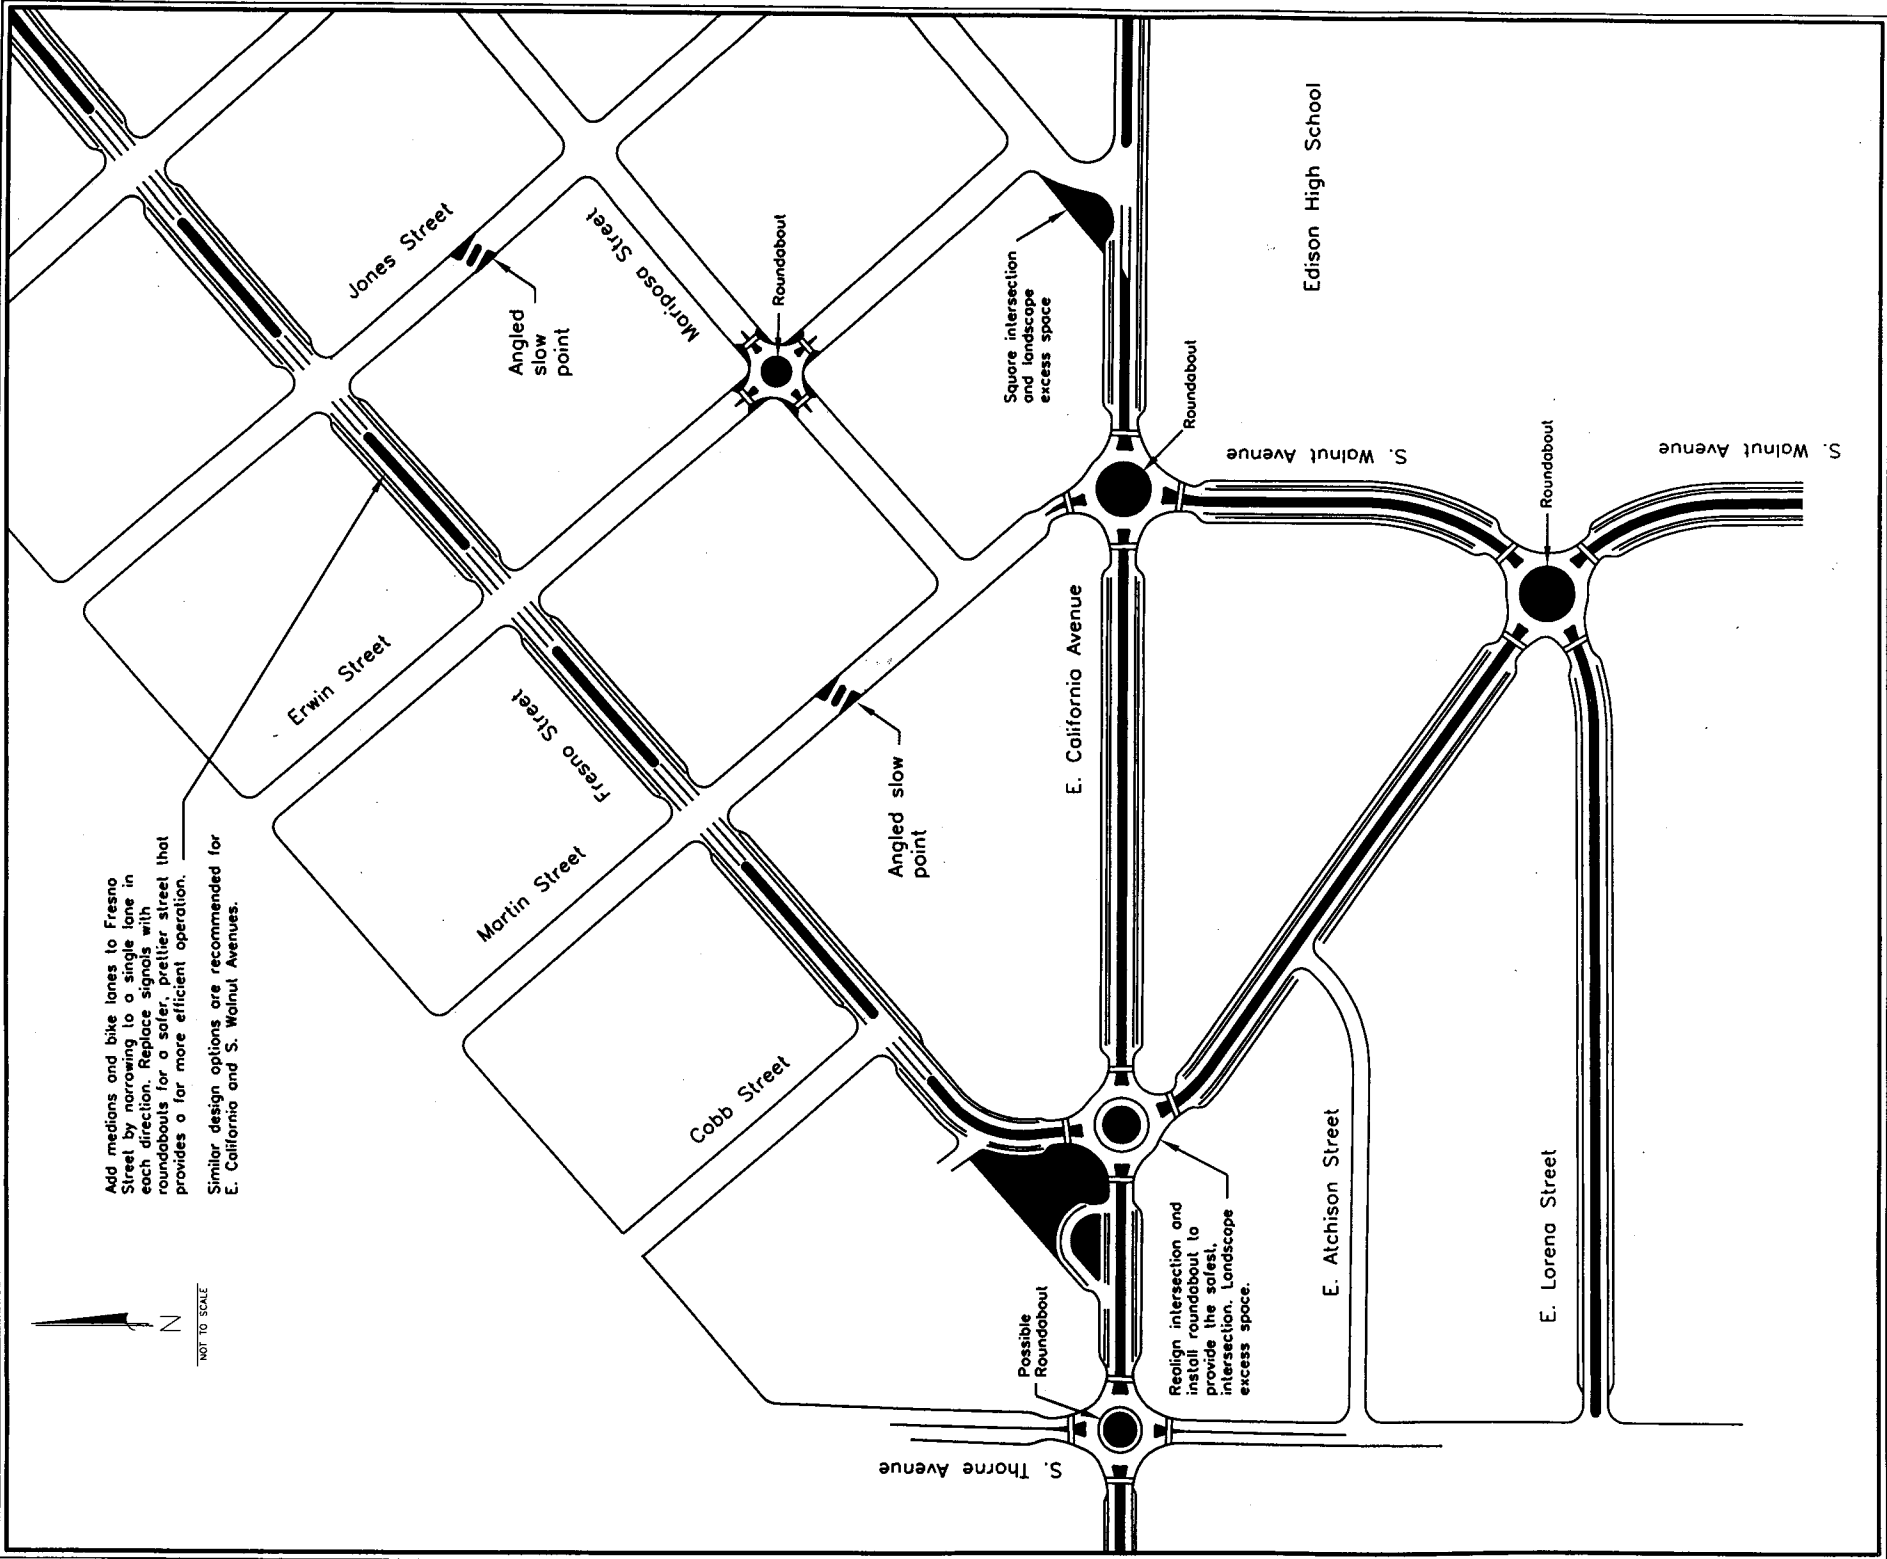 Add medians and bike lanes to Fresno
Street by narrowing to a single lane in
each direction. Replace signals with
roundabouts for a safer, prettier street that
provides a far more efficient operation.
Similar design options are recommended for
E. California and S. Walnut Avenues.
N
NOT TO SCALE
Jones Street
Erwin Street
Martin Street
Cobb Street
Fresno Street
Mariposa Street
Angled
slow
point
Roundabout
Angled slow
point
Square intersection
and landscape
excess space
Edison High School
E. California Avenue
Roundabout
S. Walnut Avenue
Roundabout
S. Walnut Avenue
Possible
Roundabout
S. Thorne Avenue
Realign intersection and
install roundabout to
provide the safest,
intersection. Landscape
excess space.
E. Atchison Street
E. Lorena Street